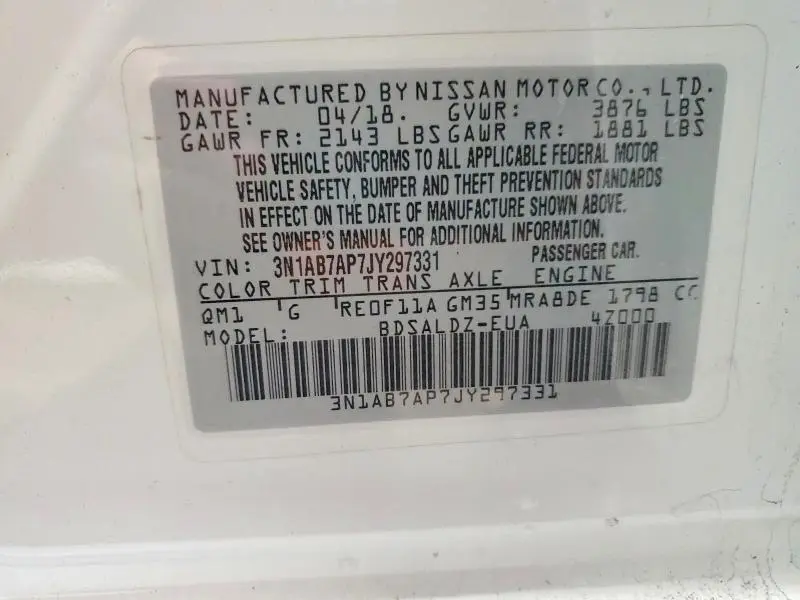 MANUFACTURED BY NISSAN MOTOR CO., LTD.
DATE: 04/18. GVWR: 3876 LBS
GAWR FR: 2143 LBS GAWR RR: 1881 LBS
THIS VEHICLE CONFORMS TO ALL APPLICABLE FEDERAL MOTOR
VEHICLE SAFETY, BUMPER AND THEFT PREVENTION STANDARDS
IN EFFECT ON THE DATE OF MANUFACTURE SHOWN ABOVE.
SEE OWNER'S MANUAL FOR ADDITIONAL INFORMATION.
VIN: 3N1AB7AP7JY297331 PASSENGER CAR.
COLOR TRIM TRANS AXLE ENGINE
QM1 G RE0F11A GM35 MRA8DE 1798 CC
MODEL: BDSALDZ-EUA 4Z000
3N1AB7AP7JY297331